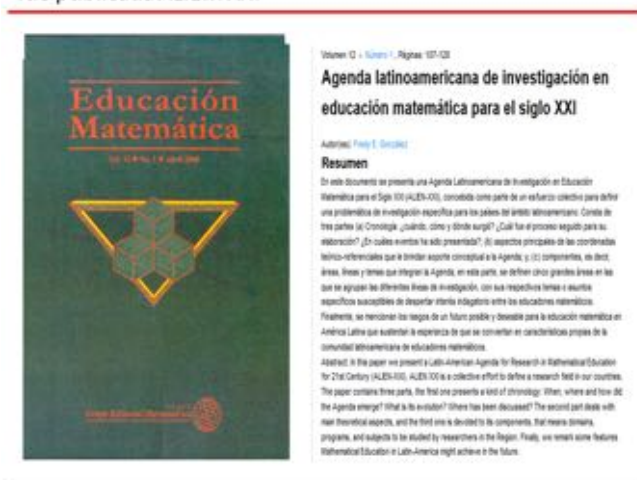 Educación
Matemática
Volumen 12 Número 1, Páginas: 107-128
Agenda latinoamericana de investigación en
educación matemática para el siglo XXI
Autor(es): Fredy E. González
Resumen
En este documento se presenta una Agenda Latinoamericana de Investigación en Educación
Matemática para el Siglo XXI (ALIEN-XXI), concebida como parte de un esfuerzo colectivo para definir
una problemática de investigación específica para los países del ámbito latinoamericano. Consta de
tres partes (a) Cronología: ¿cuándo, cómo y dónde surgió? ¿Cuál fue el proceso seguido para su
elaboración? ¿En cuáles eventos ha sido presentada?; (b) aspectos principales de las coordenadas
teórico-referenciales que le brindan soporte conceptual a la Agenda; y, (c) componentes, es decir,
áreas, líneas y temas que integran la Agenda, en esta parte, se definen cinco grandes áreas en las
que se agrupan las diferentes líneas de investigación, con sus respectivos temas o asuntos
específicos susceptibles de despertar interés indagatorio entre los educadores matemáticos.
Finalmente, se mencionan los rasgos de un futuro posible y deseable para la educación matemática en
América Latina que sustentan la esperanza de que se conviertan en características propias de la
comunidad latinoamericana de educadores matemáticos.
Abstract: In this paper we present a Latin-American Agenda for Research in Mathematical Education
for 21st Century (ALIEN-XXI). ALIEN XXI is a collective effort to define a research field in our countries.
The paper contains three parts, the first one presents a kind of chronology: When, where and how did
the Agenda emerge? What is its evolution? Where has been discussed? The second part deals with
main theoretical aspects, and the third one is devoted to its components, that means domains,
programs, and subjects to be studied by researchers in the Region. Finally, we remark some features
Mathematical Education in Latin-America might achieve in the future.